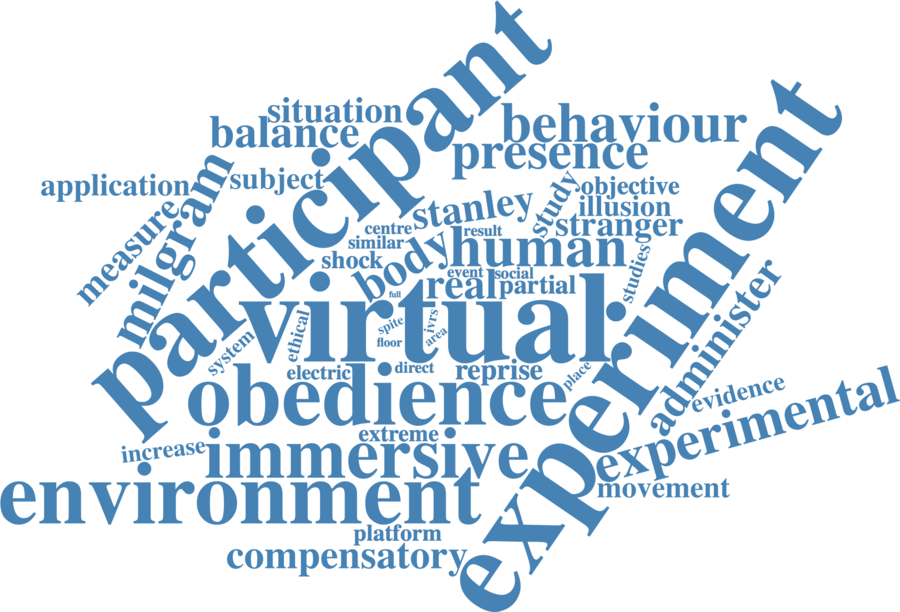 participant
situation
balance
behaviour
presence
experiment
application
subject
milgram
measure
objective
illusion
stranger
study
stanley
centre
result
similar
human
body
shock
studies
event
social
real
partial
full
virtual
administer
ivrs
spite
area
floor
ethical
system
electric
direct
reprise
place
obedience
evidence
experimental
extreme
increase
immersive
environment
movement
platform
compensatory